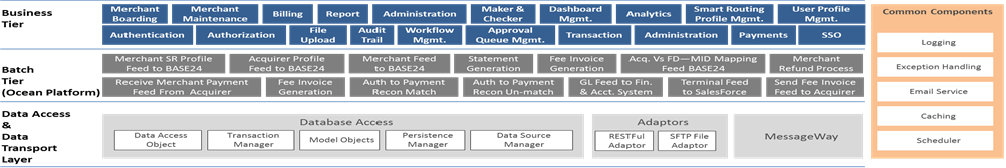 Business
Tier
Merchant
Boarding
Merchant
Maintenance
Billing
Report
Administration
Maker &
Checker
Dashboard
Mgmt.
Analytics
Smart Routing
Profile Mgmt.
User Profile
Mgmt.
Authentication
Authorization
File
Upload
Audit
Trail
Workflow
Mgmt.
Approval
Queue Mgmt.
Transaction
Administration
Payments
SSO
Batch
Tier
(Ocean Platform)
Merchant SR Profile
Feed to BASE24
Acquirer Profile
Feed to BASE24
Merchant Feed
to BASE24
Statement
Generation
Fee Invoice
Generation
Acq. Vs FD—MID Mapping
Feed BASE24
Merchant
Refund Process
Receive Merchant Payment
Feed From Acquirer
Fee Invoice
Generation
Auth to Payment
Recon Match
Auth to Payment
Recon Un-match
GL Feed to Fin.
& Acct. System
Terminal Feed
to SalesForce
Send Fee Invoice
Feed to Acquirer
Data Access
&
Data
Transport
Layer
Database Access
Data Access
Object
Transaction
Manager
Model Objects
Persistence
Manager
Data Source
Manager
Adaptors
RESTFul
Adaptor
SFTP File
Adaptor
MessageWay
Common Components
Logging
Exception Handling
Email Service
Caching
Scheduler